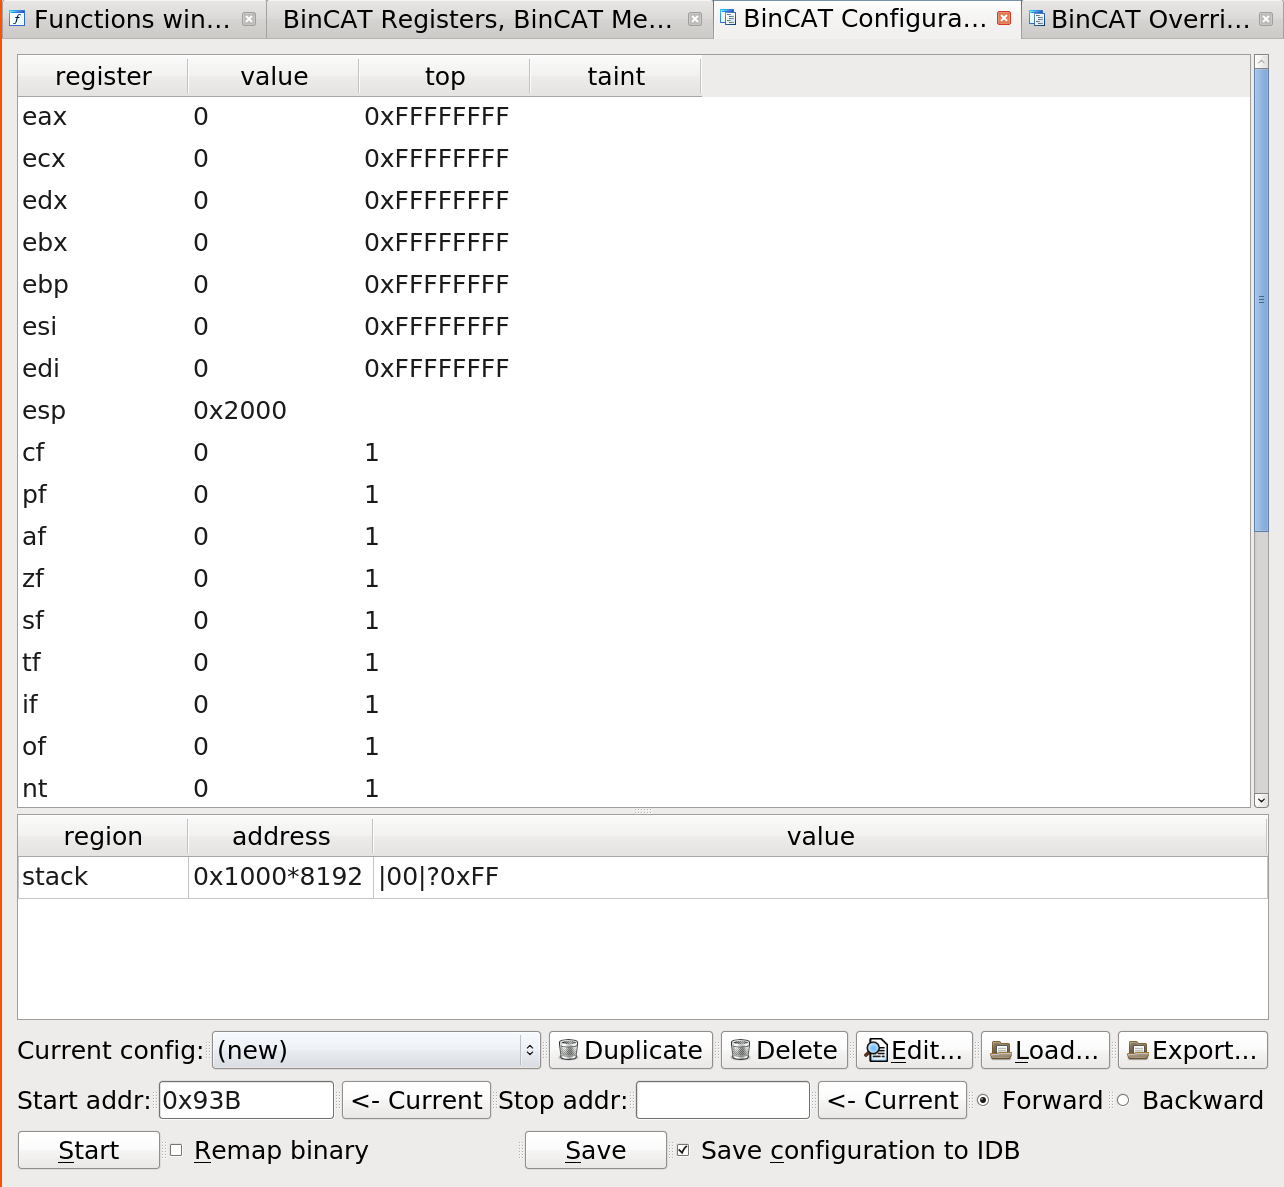 Functions win... BinCAT Registers, BinCAT Me... BinCAT Configura... BinCAT Overri...
register value top taint
eax 0 0xFFFFFFFF
ecx 0 0xFFFFFFFF
edx 0 0xFFFFFFFF
ebx 0 0xFFFFFFFF
ebp 0 0xFFFFFFFF
esi 0 0xFFFFFFFF
edi 0 0xFFFFFFFF
esp 0x2000
cf 0 1
pf 0 1
af 0 1
zf 0 1
sf 0 1
tf 0 1
if 0 1
of 0 1
nt 0 1
region address value
stack 0x1000*8192 |00|?0xFF
Current config: (new) Duplicate Delete Edit... Load... Export...
Start addr: 0x93B <- Current Stop addr: <- Current Forward Backward
Start Remap binary Save Save configuration to IDB